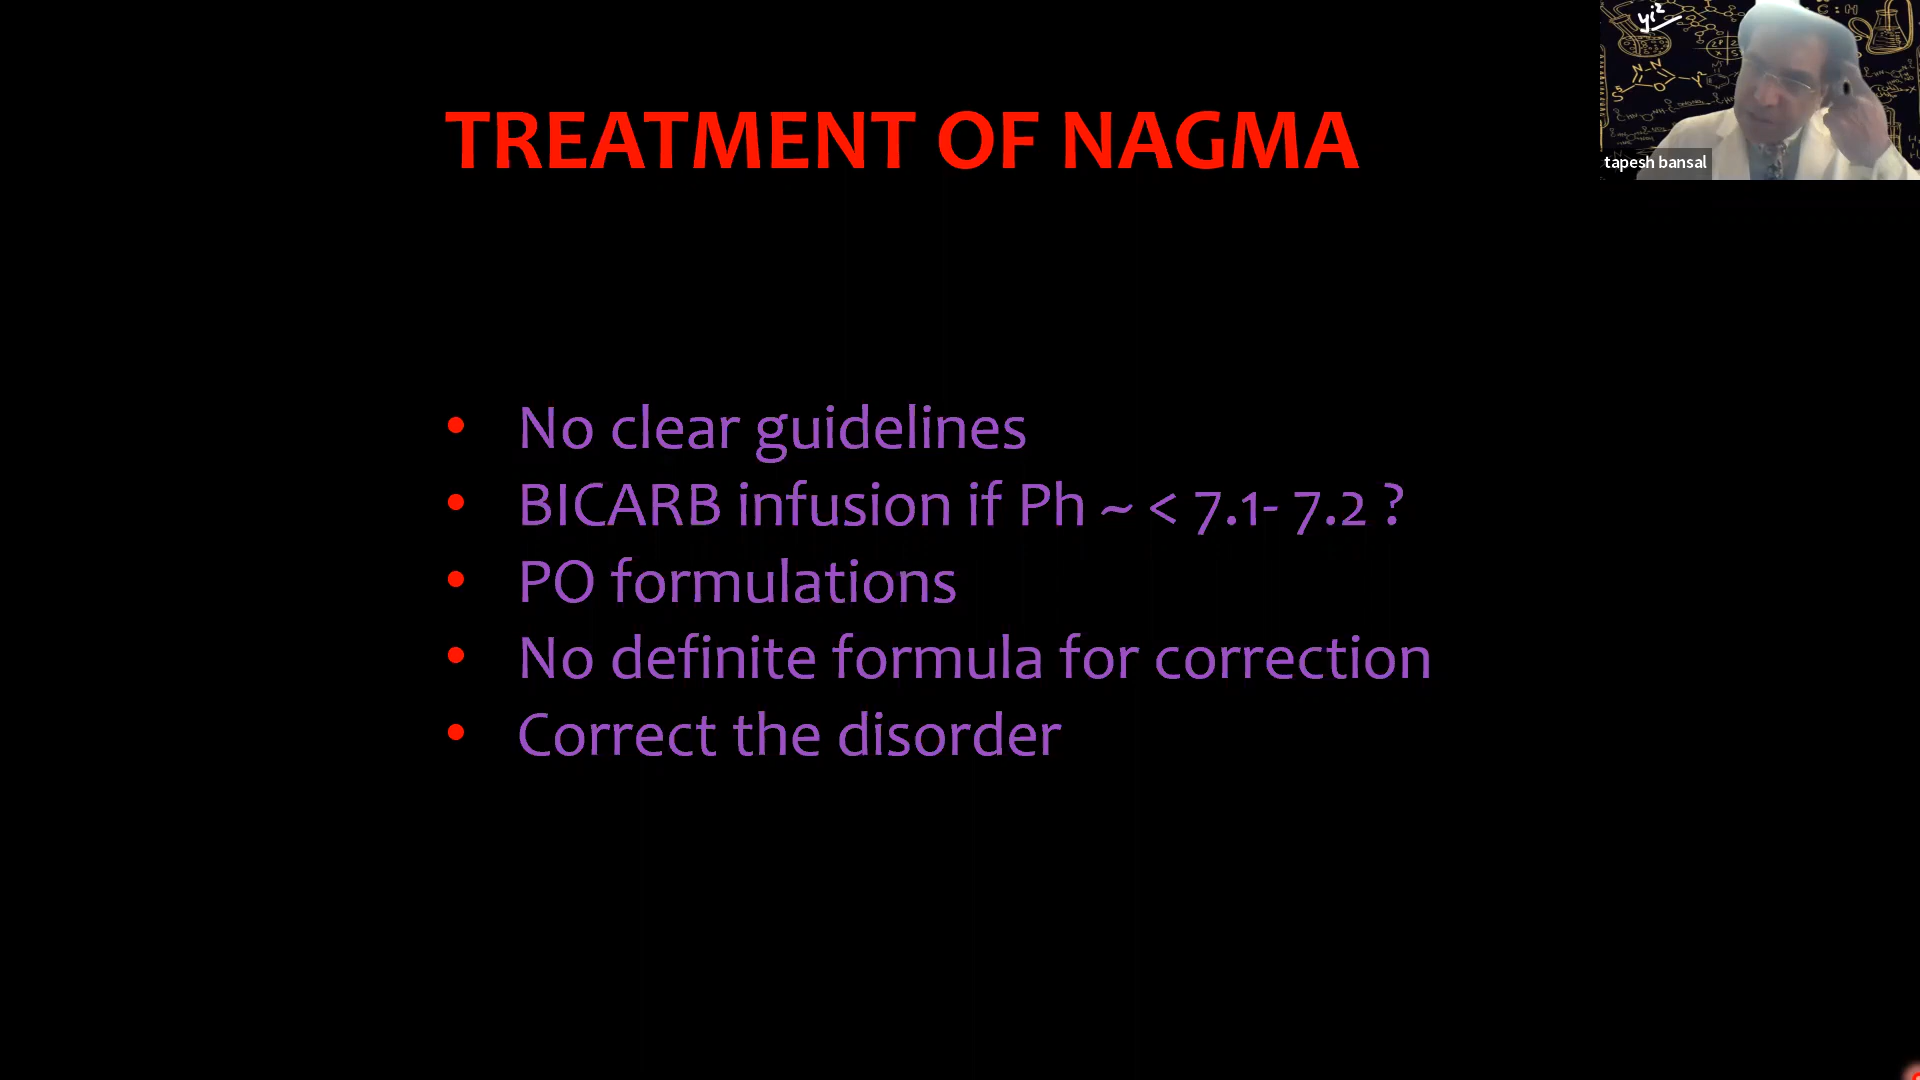 TREATMENT OF NAGMA
• No clear guidelines
• BICARB infusion if Ph ~ < 7.1- 7.2 ?
• PO formulations
• No definite formula for correction
• Correct the disorder
yi²
tapesh bansal